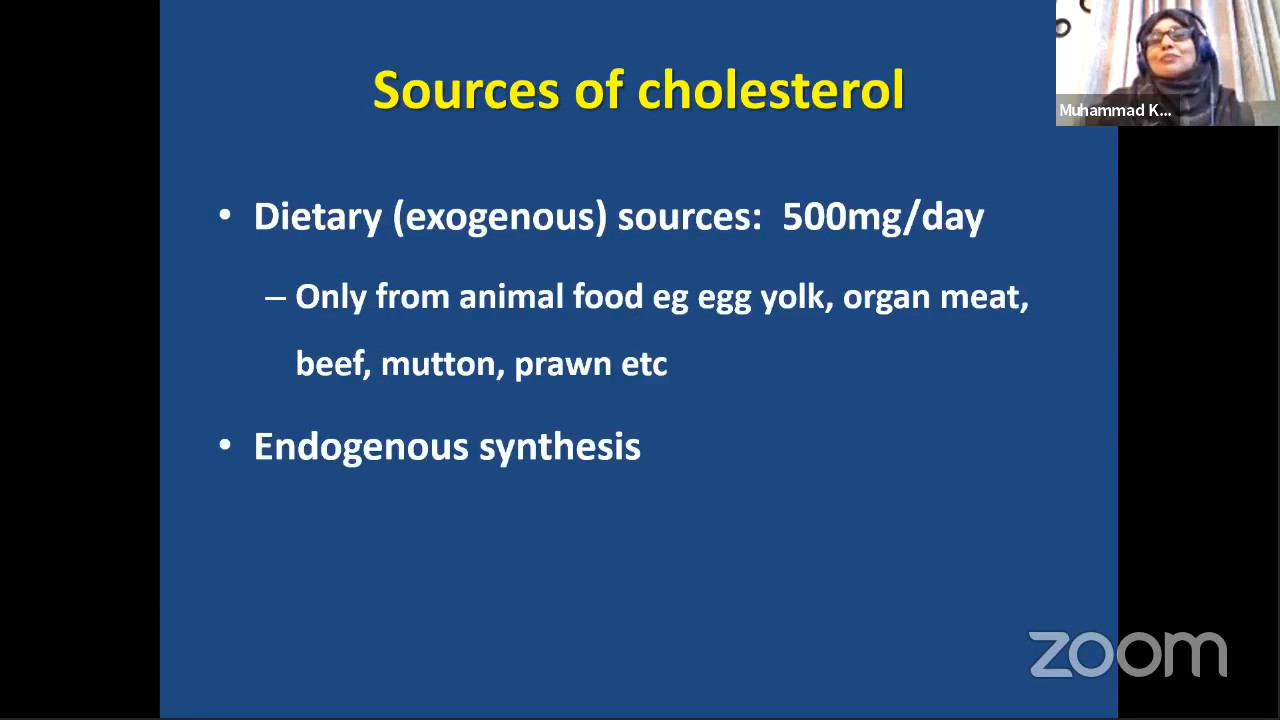 Sources of cholesterol
Muhammad K...
• Dietary (exogenous) sources: 500mg/day
– Only from animal food eg egg yolk, organ meat,
beef, mutton, prawn etc
• Endogenous synthesis
zoom